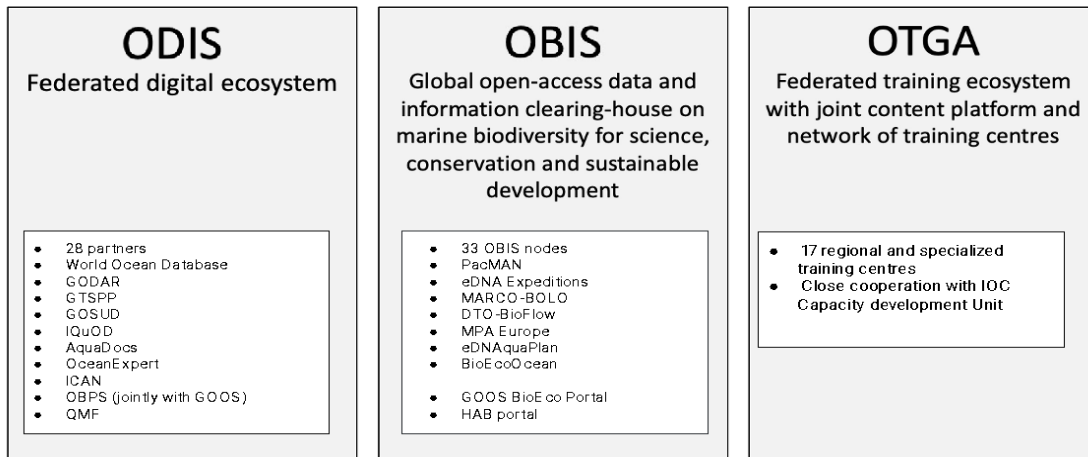 ODIS
Federated digital ecosystem
● 28 partners
● World Ocean Database
● GODAR
● GTSPP
● GOSUD
● IQuOD
● AquaDocs
● OceanExpert
● ICAN
● OBPS (jointly with GOOS)
● QMF
OBIS
Global open-access data and
information clearing-house on
marine biodiversity for science,
conservation and sustainable
development
● 33 OBIS nodes
● PacMAN
● eDNA Expeditions
● MARCO-BOLO
● DTO-BioFlow
● MPA Europe
● eDNAquaPlan
● BioEcoOcean
● GOOS BioEco Portal
● HAB portal
OTGA
Federated training ecosystem
with joint content platform and
network of training centres
● 17 regional and specialized
training centres
● Close cooperation with IOC
Capacity development Unit